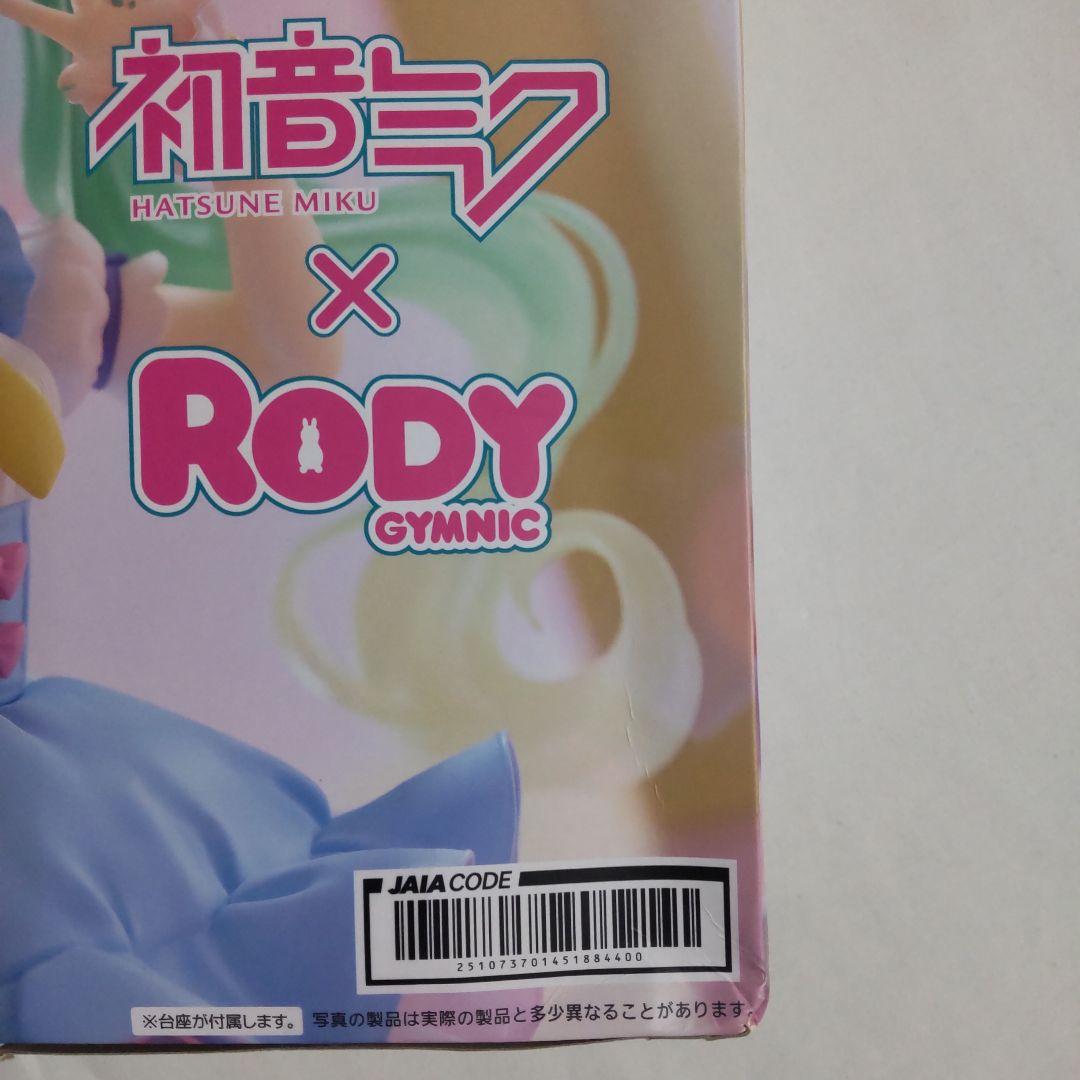 初音ミク
HATSUNE MIKU
×
RODY
GYMNIC
JAIA CODE
251073701451884400
※台座が付属します。 写真の製品は実際の製品と多少異なることがあります。